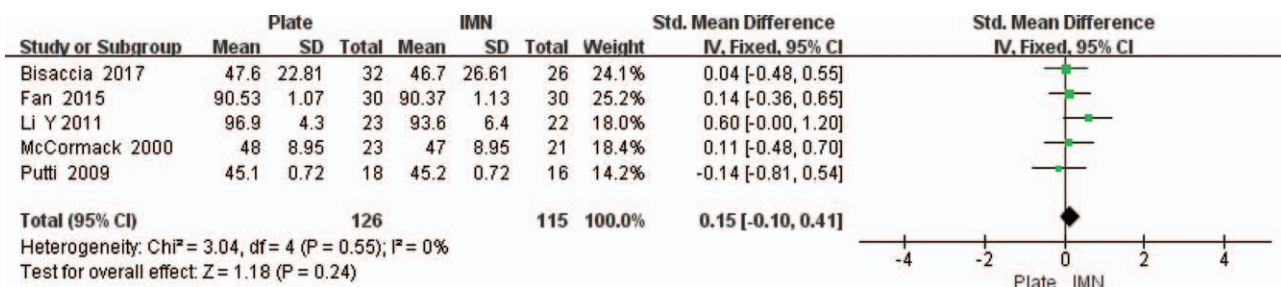 Plate IMN Std. Mean Difference Std. Mean Difference
Study or Subgroup Mean SD Total Mean SD Total Weight IV, Fixed, 95% CI IV, Fixed, 95% CI
Bisaccia 2017 47.6 22.81 32 46.7 26.61 26 24.1% 0.04 [-0.48, 0.55]
Fan 2015 90.53 1.07 30 90.37 1.13 30 25.2% 0.14 [-0.36, 0.65]
Li Y 2011 96.9 4.3 23 93.6 6.4 22 18.0% 0.60 [-0.00, 1.20]
McCormack 2000 48 8.95 23 47 8.95 21 18.4% 0.11 [-0.48, 0.70]
Putti 2009 45.1 0.72 18 45.2 0.72 16 14.2% -0.14 [-0.81, 0.54]
Total (95% CI) 126 115 100.0% 0.15 [-0.10, 0.41]
Heterogeneity: Chi² = 3.04, df = 4 (P = 0.55); I² = 0%
Test for overall effect: Z = 1.18 (P = 0.24)
-4 -2 0 2 4
Plate IMN